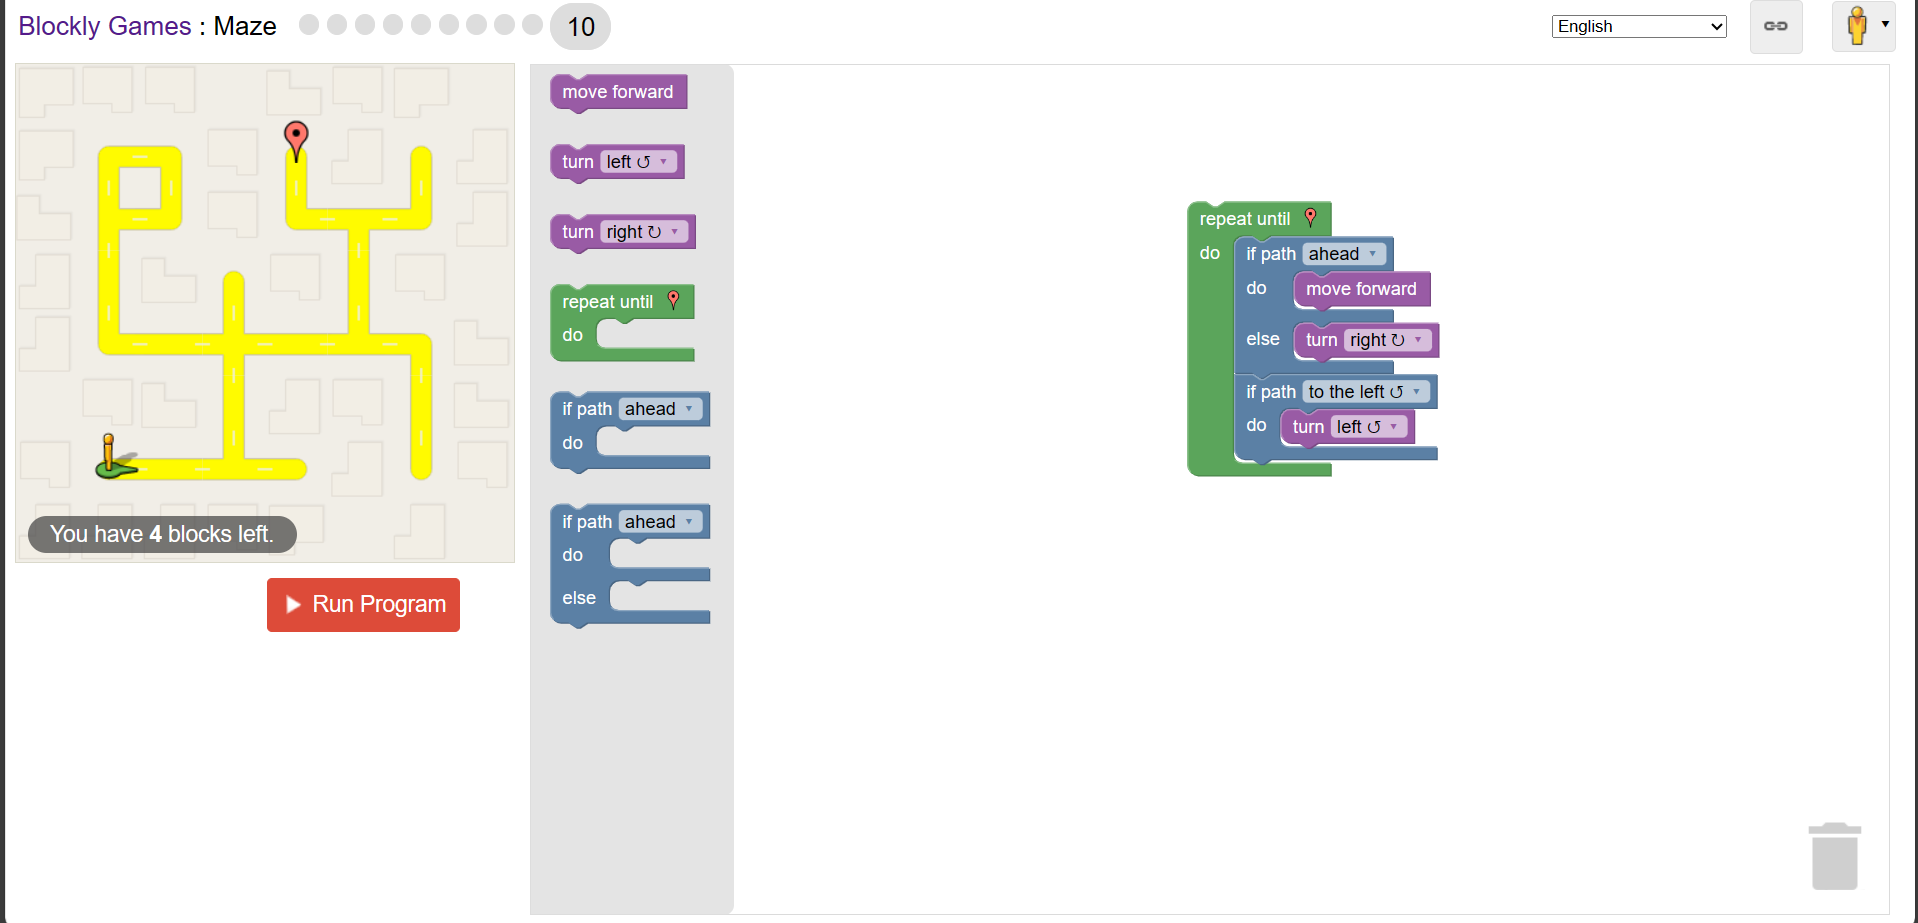 Blockly Games : Maze
10
English
You have 4 blocks left.
Run Program
move forward
turn left ↺
turn right ↻
repeat until
do
if path ahead
do
if path ahead
do
else
repeat until
do if path ahead
do move forward
else turn right ↻
if path to the left ↺
do turn left ↺